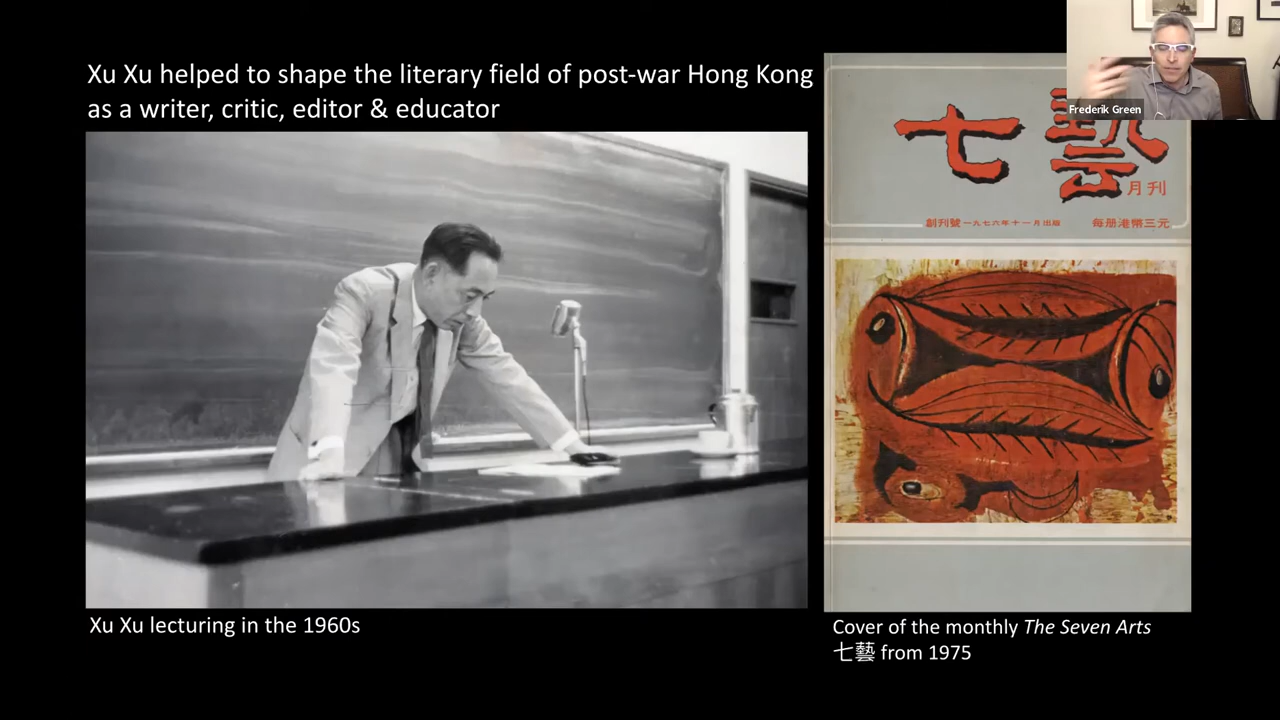 Xu Xu helped to shape the literary field of post-war Hong Kong
as a writer, critic, editor & educator
Frederik Green
七藝
月刊
創刊號一九七六年十一月出版
每册港幣三元
Xu Xu lecturing in the 1960s
Cover of the monthly The Seven Arts
七藝 from 1975